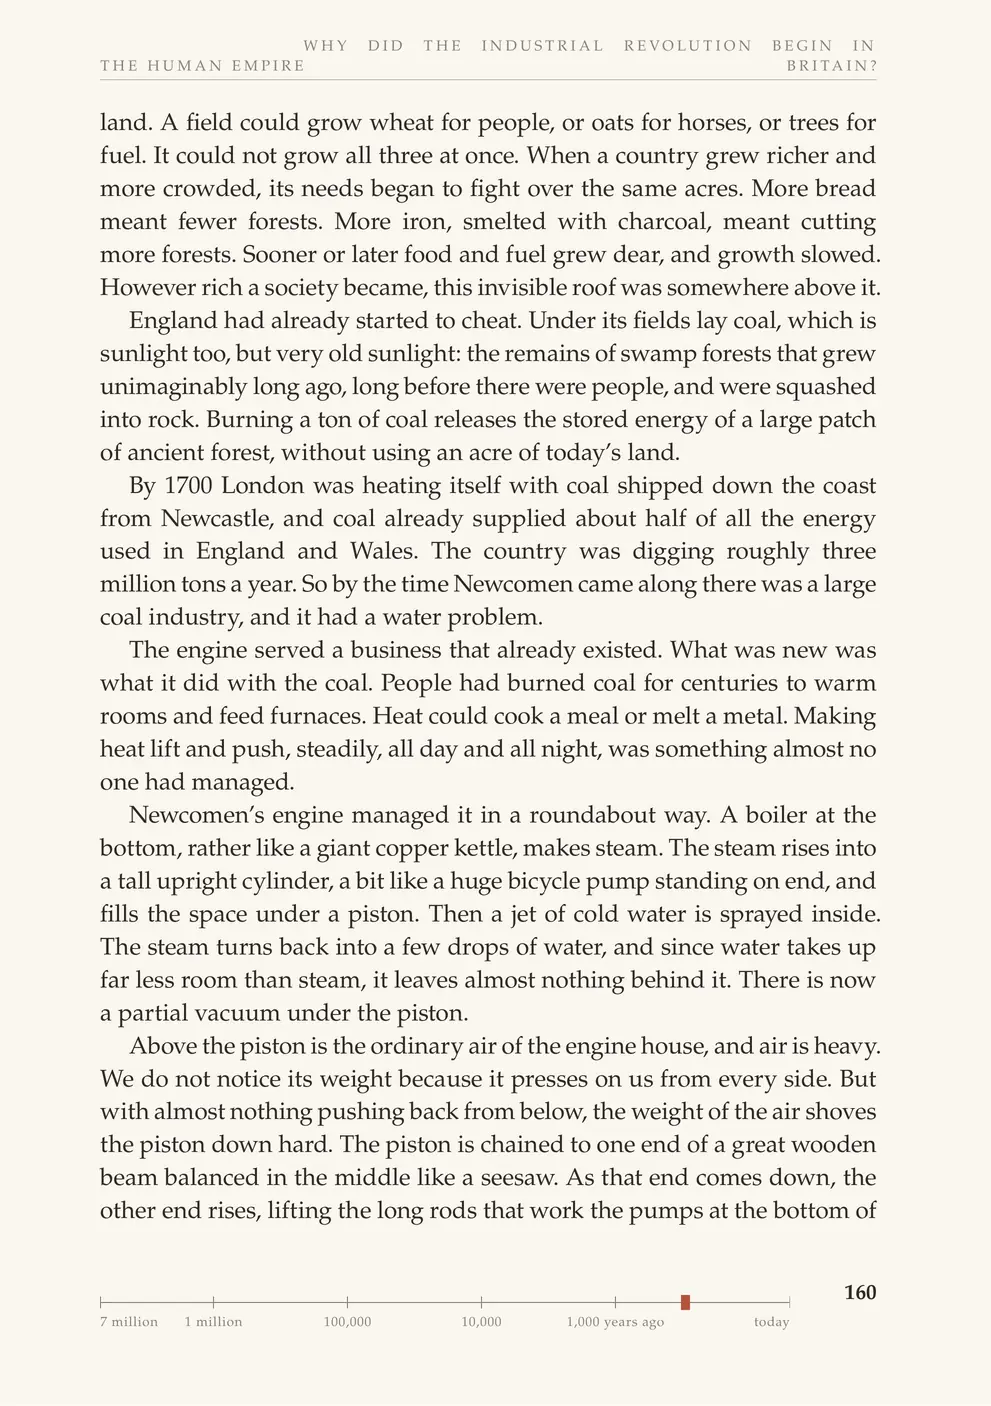 WHY DID THE INDUSTRIAL REVOLUTION BEGIN IN
THE HUMAN EMPIRE BRITAIN?
land. A field could grow wheat for people, or oats for horses, or trees for
fuel. It could not grow all three at once. When a country grew richer and
more crowded, its needs began to fight over the same acres. More bread
meant fewer forests. More iron, smelted with charcoal, meant cutting
more forests. Sooner or later food and fuel grew dear, and growth slowed.
However rich a society became, this invisible roof was somewhere above it.
England had already started to cheat. Under its fields lay coal, which is
sunlight too, but very old sunlight: the remains of swamp forests that grew
unimaginably long ago, long before there were people, and were squashed
into rock. Burning a ton of coal releases the stored energy of a large patch
of ancient forest, without using an acre of today’s land.
By 1700 London was heating itself with coal shipped down the coast
from Newcastle, and coal already supplied about half of all the energy
used in England and Wales. The country was digging roughly three
million tons a year. So by the time Newcomen came along there was a large
coal industry, and it had a water problem.
The engine served a business that already existed. What was new was
what it did with the coal. People had burned coal for centuries to warm
rooms and feed furnaces. Heat could cook a meal or melt a metal. Making
heat lift and push, steadily, all day and all night, was something almost no
one had managed.
Newcomen’s engine managed it in a roundabout way. A boiler at the
bottom, rather like a giant copper kettle, makes steam. The steam rises into
a tall upright cylinder, a bit like a huge bicycle pump standing on end, and
fills the space under a piston. Then a jet of cold water is sprayed inside.
The steam turns back into a few drops of water, and since water takes up
far less room than steam, it leaves almost nothing behind it. There is now
a partial vacuum under the piston.
Above the piston is the ordinary air of the engine house, and air is heavy.
We do not notice its weight because it presses on us from every side. But
with almost nothing pushing back from below, the weight of the air shoves
the piston down hard. The piston is chained to one end of a great wooden
beam balanced in the middle like a seesaw. As that end comes down, the
other end rises, lifting the long rods that work the pumps at the bottom of
160
7 million 1 million 100,000 10,000 1,000 years ago today